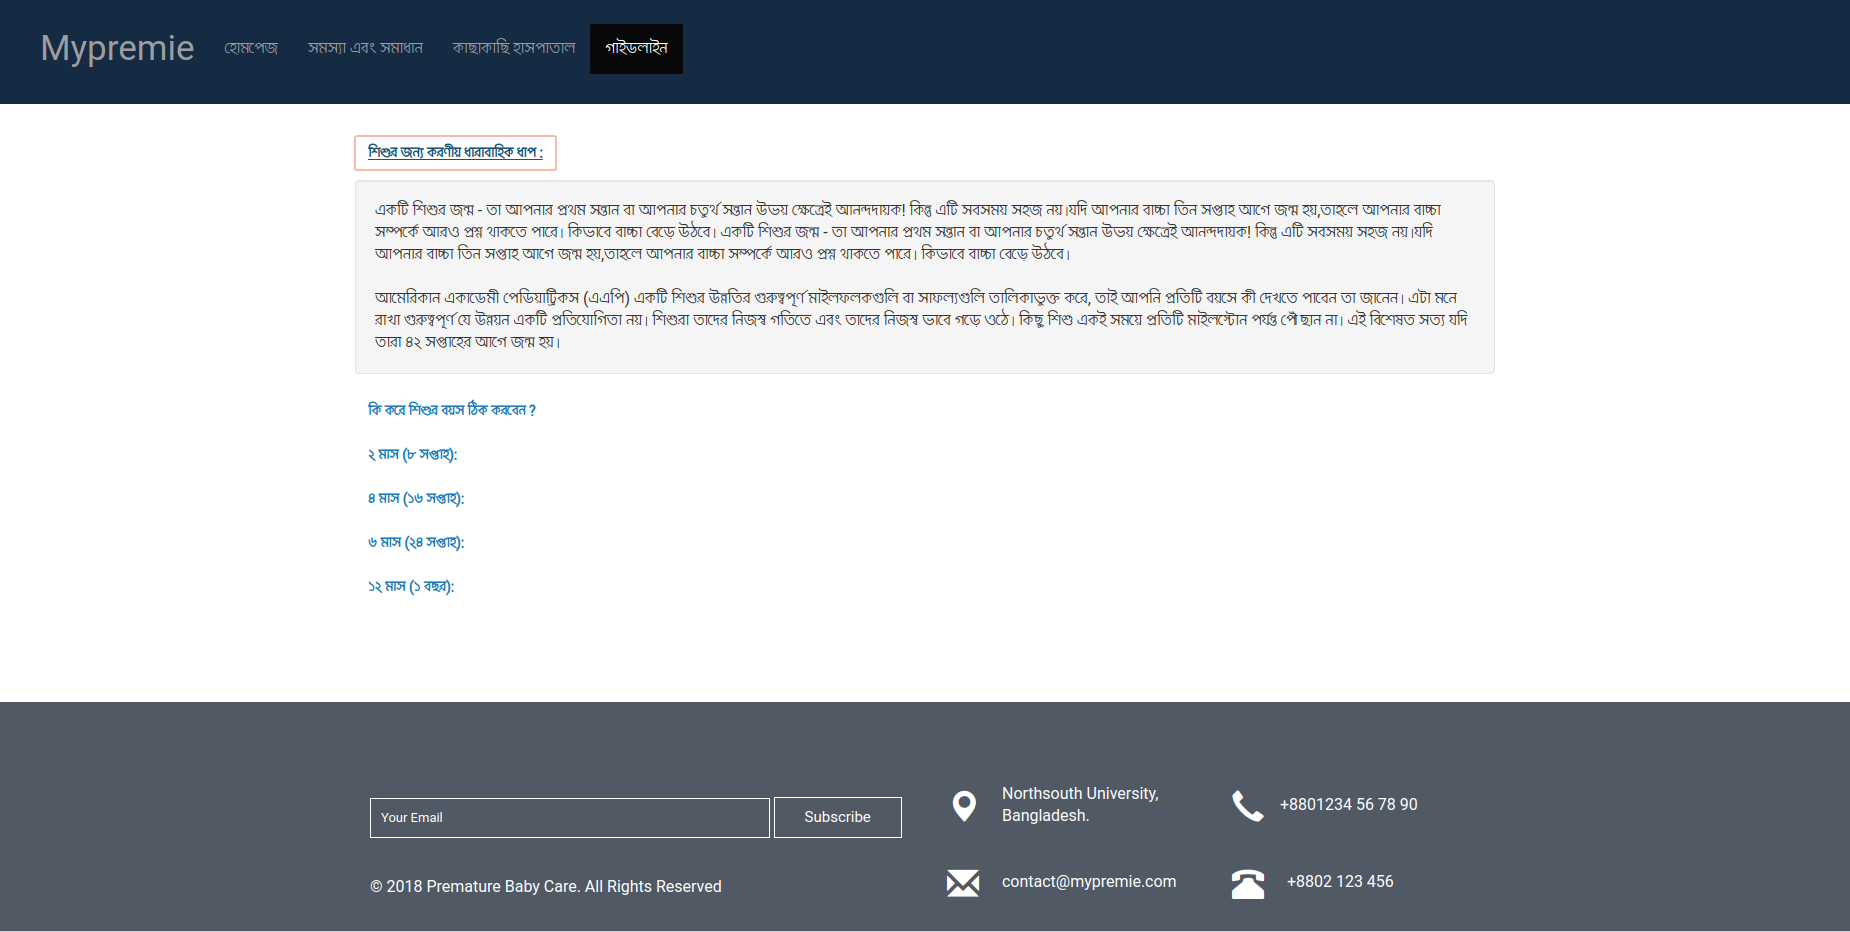 Mypremie হোমপেজ সমস্যা এবং সমাধান কাছাকাছি হাসপাতাল গাইডলাইন
শিশুর জন্য করণীয় ধারাবাহিক ধাপ :
একটি শিশুর জন্ম - তা আপনার প্রথম সন্তান বা আপনার চতুর্থ সন্তান উভয় ক্ষেত্রেই আনন্দদায়ক! কিন্তু এটি সবসময় সহজ নয়।যদি আপনার বাচ্চা তিন সপ্তাহ আগে জন্ম হয়,তাহলে আপনার বাচ্চা
সম্পর্কে আরও প্রশ্ন থাকতে পারে। কিভাবে বাচ্চা বেড়ে উঠবে। একটি শিশুর জন্ম - তা আপনার প্রথম সন্তান বা আপনার চতুর্থ সন্তান উভয় ক্ষেত্রেই আনন্দদায়ক! কিন্তু এটি সবসময় সহজ নয়।যদি
আপনার বাচ্চা তিন সপ্তাহ আগে জন্ম হয়,তাহলে আপনার বাচ্চা সম্পর্কে আরও প্রশ্ন থাকতে পারে। কিভাবে বাচ্চা বেড়ে উঠবে।
আমেরিকান একাডেমী পেডিয়াট্রিকস (এএপি) একটি শিশুর উন্নতির গুরুত্বপূর্ণ মাইলফলকগুলি বা সাফল্যগুলি তালিকাভুক্ত করে, তাই আপনি প্রতিটি বয়সে কী দেখতে পাবেন তা জানেন। এটা মনে
রাখা গুরুত্বপূর্ণ যে উন্নয়ন একটি প্রতিযোগিতা নয়। শিশুরা তাদের নিজস্ব গতিতে এবং তাদের নিজস্ব ভাবে গড়ে ওঠে। কিছু শিশু একই সময়ে প্রতিটি মাইলস্টোন পর্যন্ত পৌঁছান না। এই বিশেষত সত্য যদি
তারা ৪২ সপ্তাহের আগে জন্ম হয়।
কি করে শিশুর বয়স ঠিক করবেন ?
২ মাস (৮ সপ্তাহ):
৪ মাস (১৬ সপ্তাহ):
৬ মাস (২৪ সপ্তাহ):
১২ মাস (১ বছর):
Your Email Subscribe
© 2018 Premature Baby Care. All Rights Reserved
Northsouth University,
Bangladesh.
+8801234 56 78 90
contact@mypremie.com
+8802 123 456